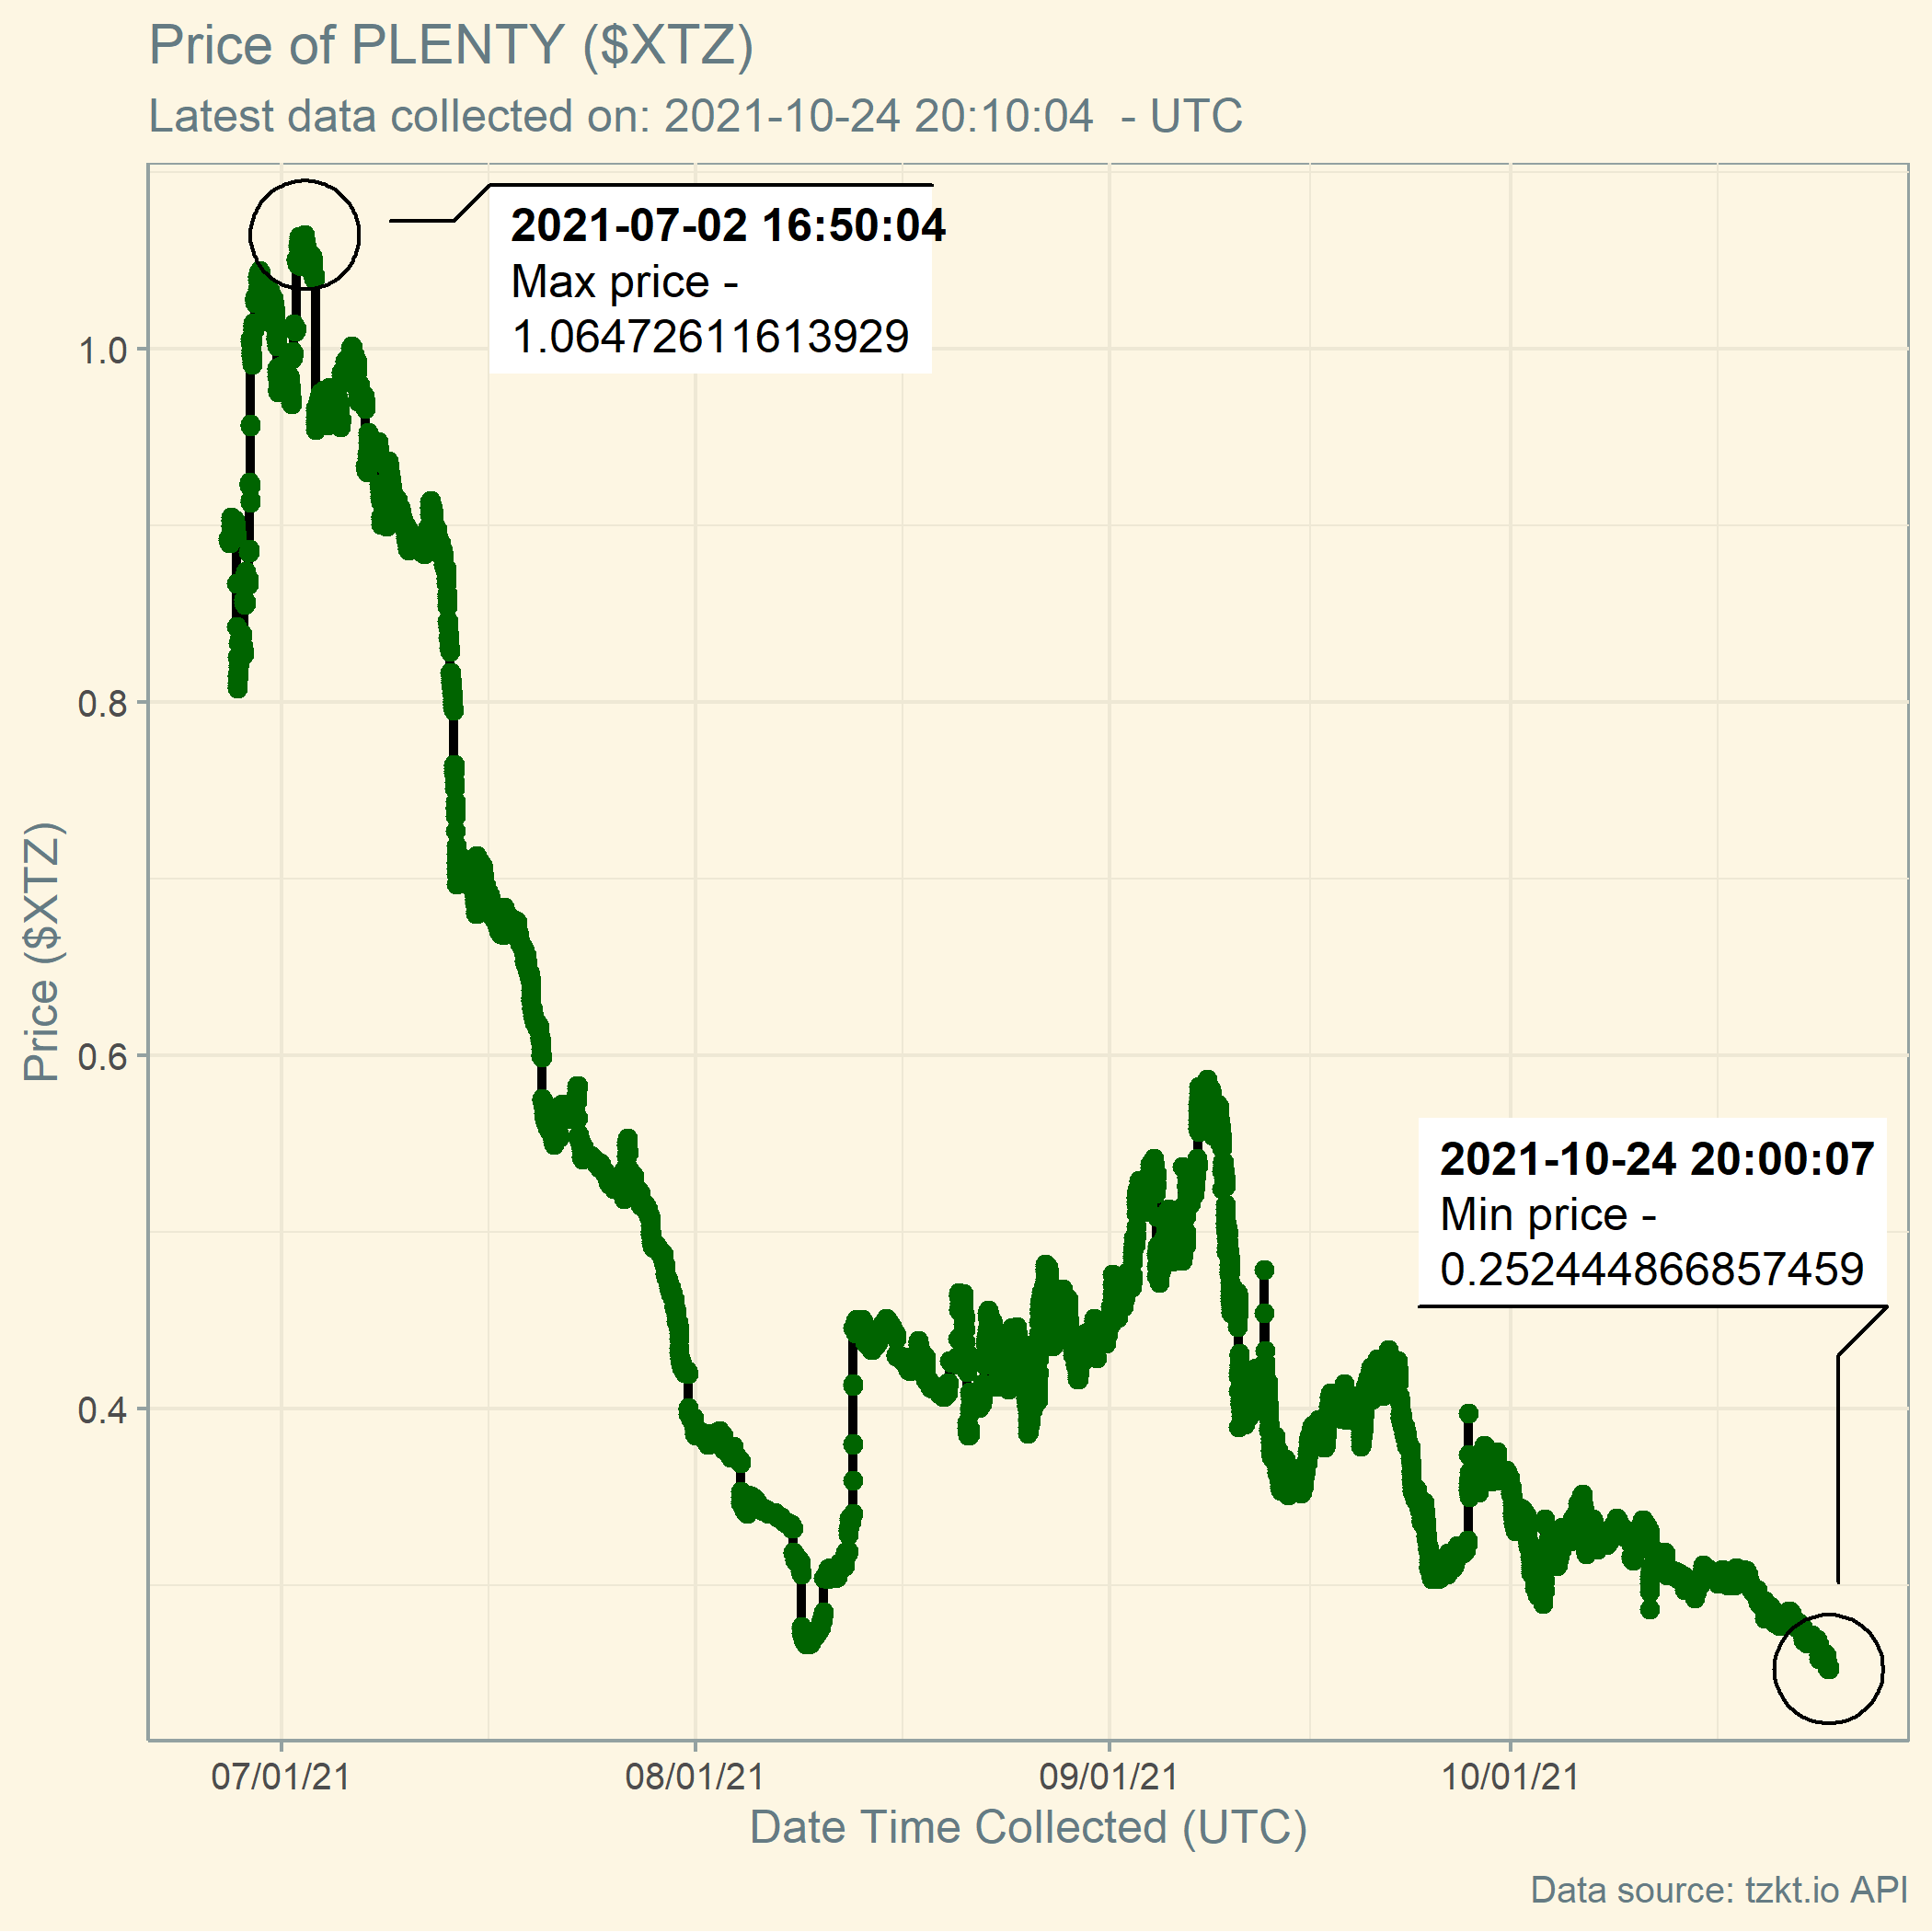 Price of PLENTY ($XTZ)
Latest data collected on: 2021-10-24 20:10:04  - UTC
2021-07-02 16:50:04
Max price -
1.06472611613929
2021-10-24 20:00:07
Min price -
0.252444866857459
Price ($XTZ)
1.0
0.8
0.6
0.4
07/01/21
08/01/21
09/01/21
10/01/21
Date Time Collected (UTC)
Data source: tzkt.io API